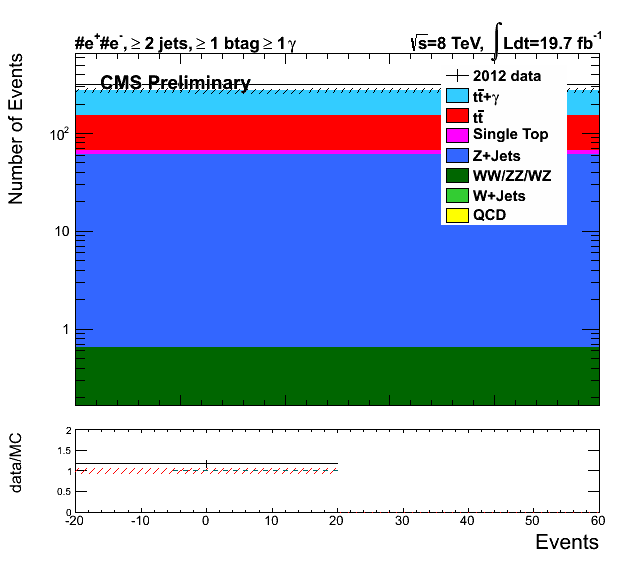 #e⁺#e⁻, ≥ 2 jets, ≥ 1 btag ≥ 1 γ
√s=8 TeV, ∫Ldt=19.7 fb⁻¹
CMS Preliminary
2012 data
tt̄+γ
tt̄
Single Top
Z+Jets
WW/ZZ/WZ
W+Jets
QCD
Number of Events
10²
10
1
data/MC
2
1.5
1
0.5
0
-20 -10 0 10 20 30 40 50 60
Events